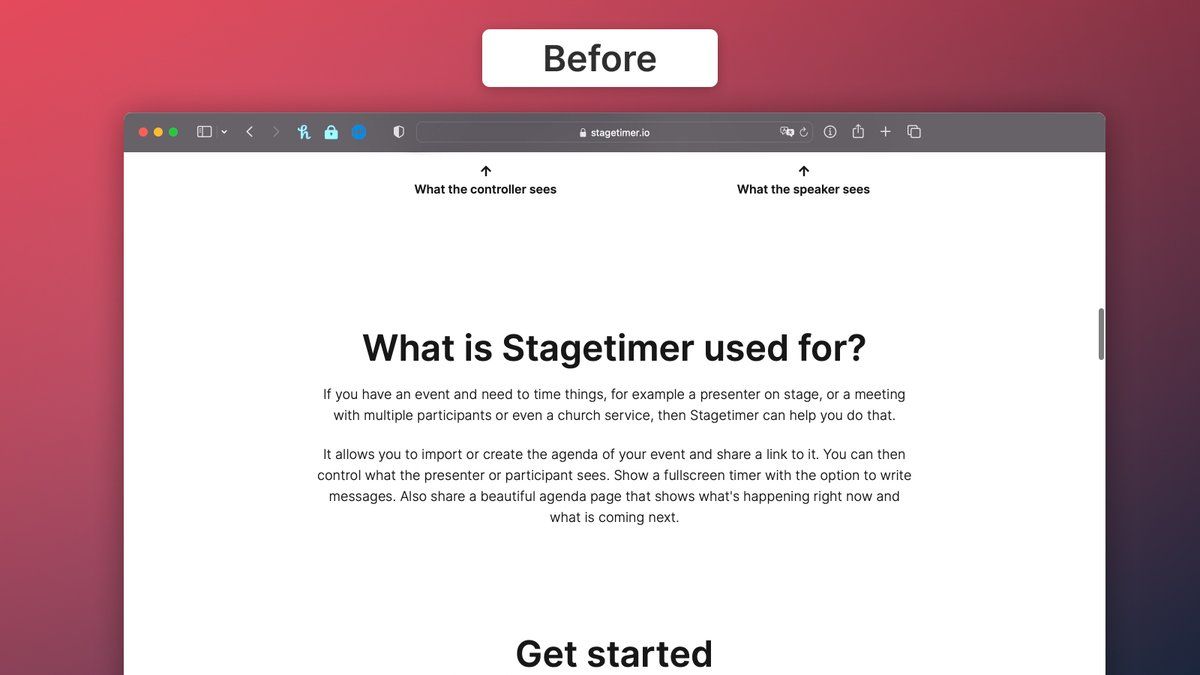 Before
stagetimer.io
What the controller sees
What the speaker sees
What is Stagetimer used for?
If you have an event and need to time things, for example a presenter on stage, or a meeting
with multiple participants or even a church service, then Stagetimer can help you do that.
It allows you to import or create the agenda of your event and share a link to it. You can then
control what the presenter or participant sees. Show a fullscreen timer with the option to write
messages. Also share a beautiful agenda page that shows what's happening right now and
what is coming next.
Get started